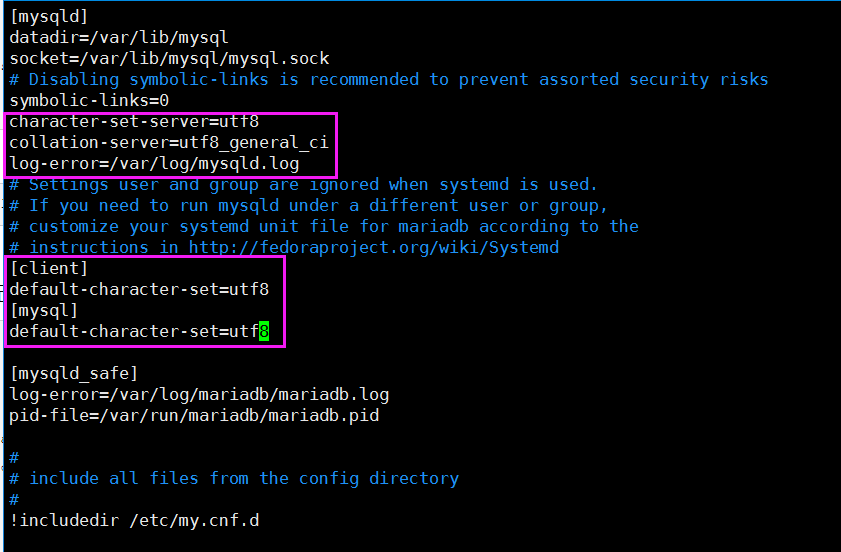 [mysqld]
datadir=/var/lib/mysql
socket=/var/lib/mysql/mysql.sock
# Disabling symbolic-links is recommended to prevent assorted security risks
symbolic-links=0
character-set-server=utf8
collation-server=utf8_general_ci
log-error=/var/log/mysqld.log
# Settings user and group are ignored when systemd is used.
# If you need to run mysqld under a different user or group,
# customize your systemd unit file for mariadb according to the
# instructions in http://fedoraproject.org/wiki/Systemd
[client]
default-character-set=utf8
[mysql]
default-character-set=utf8
[mysqld_safe]
log-error=/var/log/mariadb/mariadb.log
pid-file=/var/run/mariadb/mariadb.pid
#
# include all files from the config directory
#
!includedir /etc/my.cnf.d